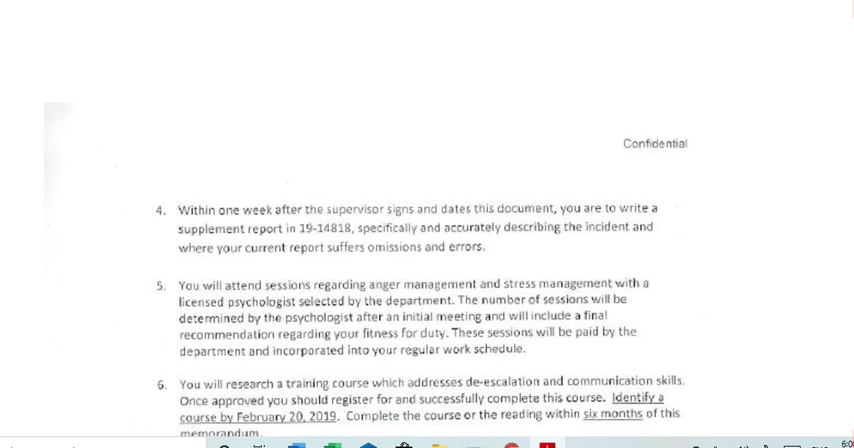 Confidential
4. Within one week after the supervisor signs and dates this document, you are to write a
supplement report in 19-14818, specifically and accurately describing the incident and
where your current report suffers omissions and errors.
5. You will attend sessions regarding anger management and stress management with a
licensed psychologist selected by the department. The number of sessions will be
determined by the psychologist after an initial meeting and will include a final
recommendation regarding your fitness for duty. These sessions will be paid by the
department and incorporated into your regular work schedule.
6. You will research a training course which addresses de-escalation and communication skills.
Once approved you should register for and successfully complete this course. Identify a
course by February 20, 2019. Complete the course or the reading within six months of this
memorandum.